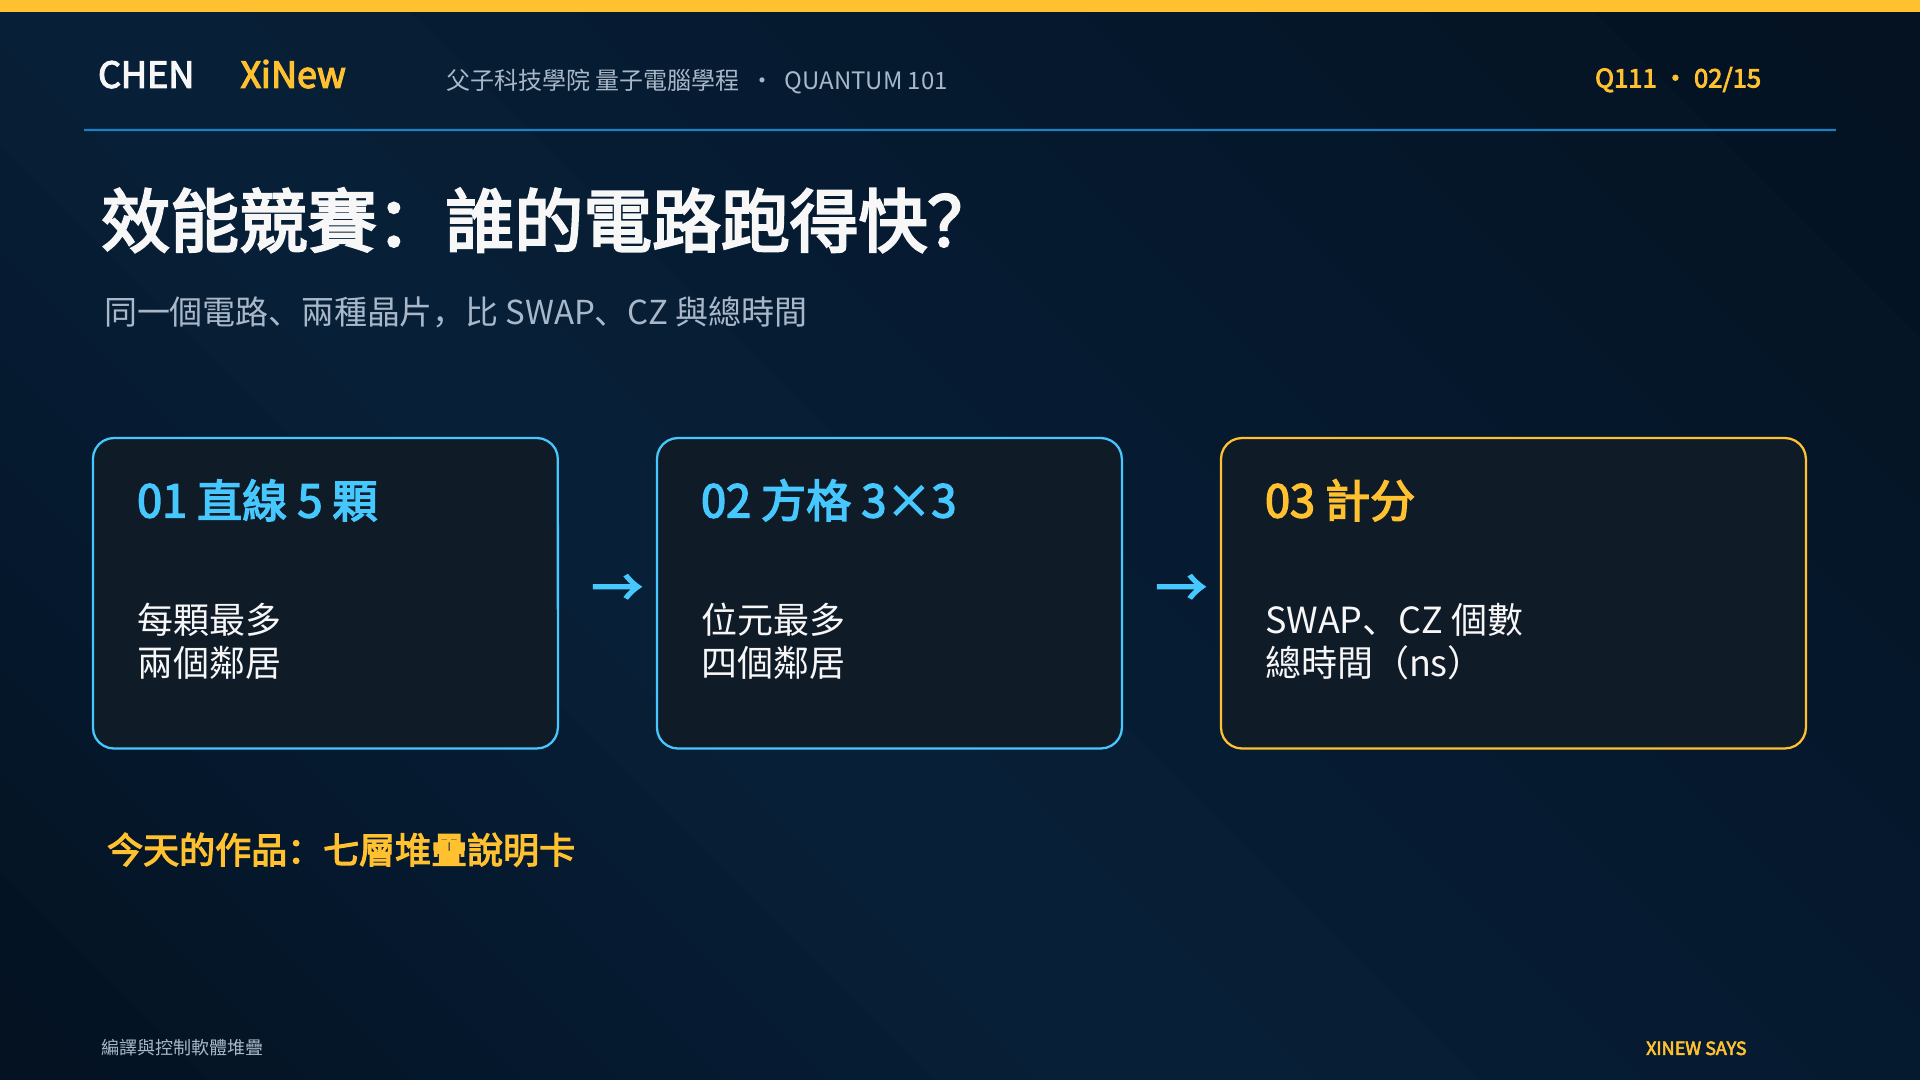 CHEN XiNew 父子科技學院 量子電腦學程 · QUANTUM 101 Q111 · 02/15
效能競賽：誰的電路跑得快？
同一個電路、兩種晶片，比 SWAP、CZ 與總時間
01 直線 5 顆
每顆最多
兩個鄰居
→
02 方格 3×3
位元最多
四個鄰居
→
03 計分
SWAP、CZ 個數
總時間（ns）
今天的作品：七層堆疊說明卡
編譯與控制軟體堆疊 XINEW SAYS